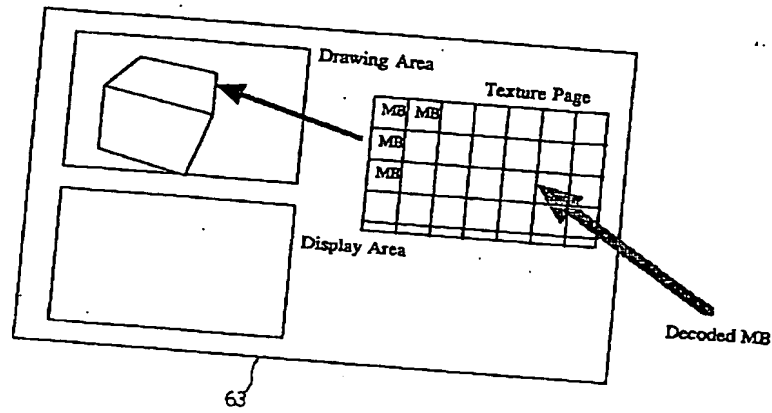 Drawing Area
Texture Page
MB MB
MB
MB
Display Area
Decoded MB
63